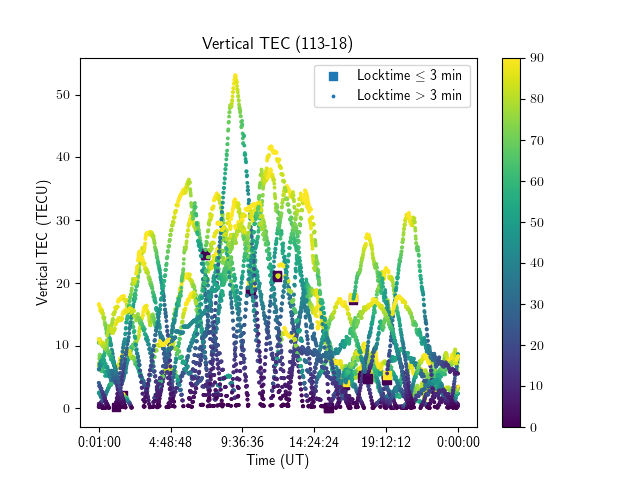 Vertical TEC (113-18)
Locktime ≤ 3 min
Locktime > 3 min
Vertical TEC (TECU)
50
40
30
20
10
0
0:01:00 4:48:48 9:36:36 14:24:24 19:12:12 0:00:00
Time (UT)
90
80
70
60
50
40
30
20
10
0